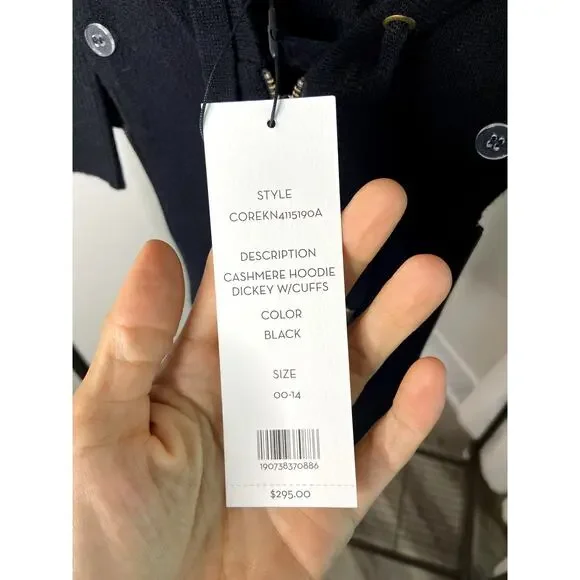 STYLE
COREKN4115190A
DESCRIPTION
CASHMERE HOODIE
DICKEY W/CUFFS
COLOR
BLACK
SIZE
00-14
190738370886
$295.00